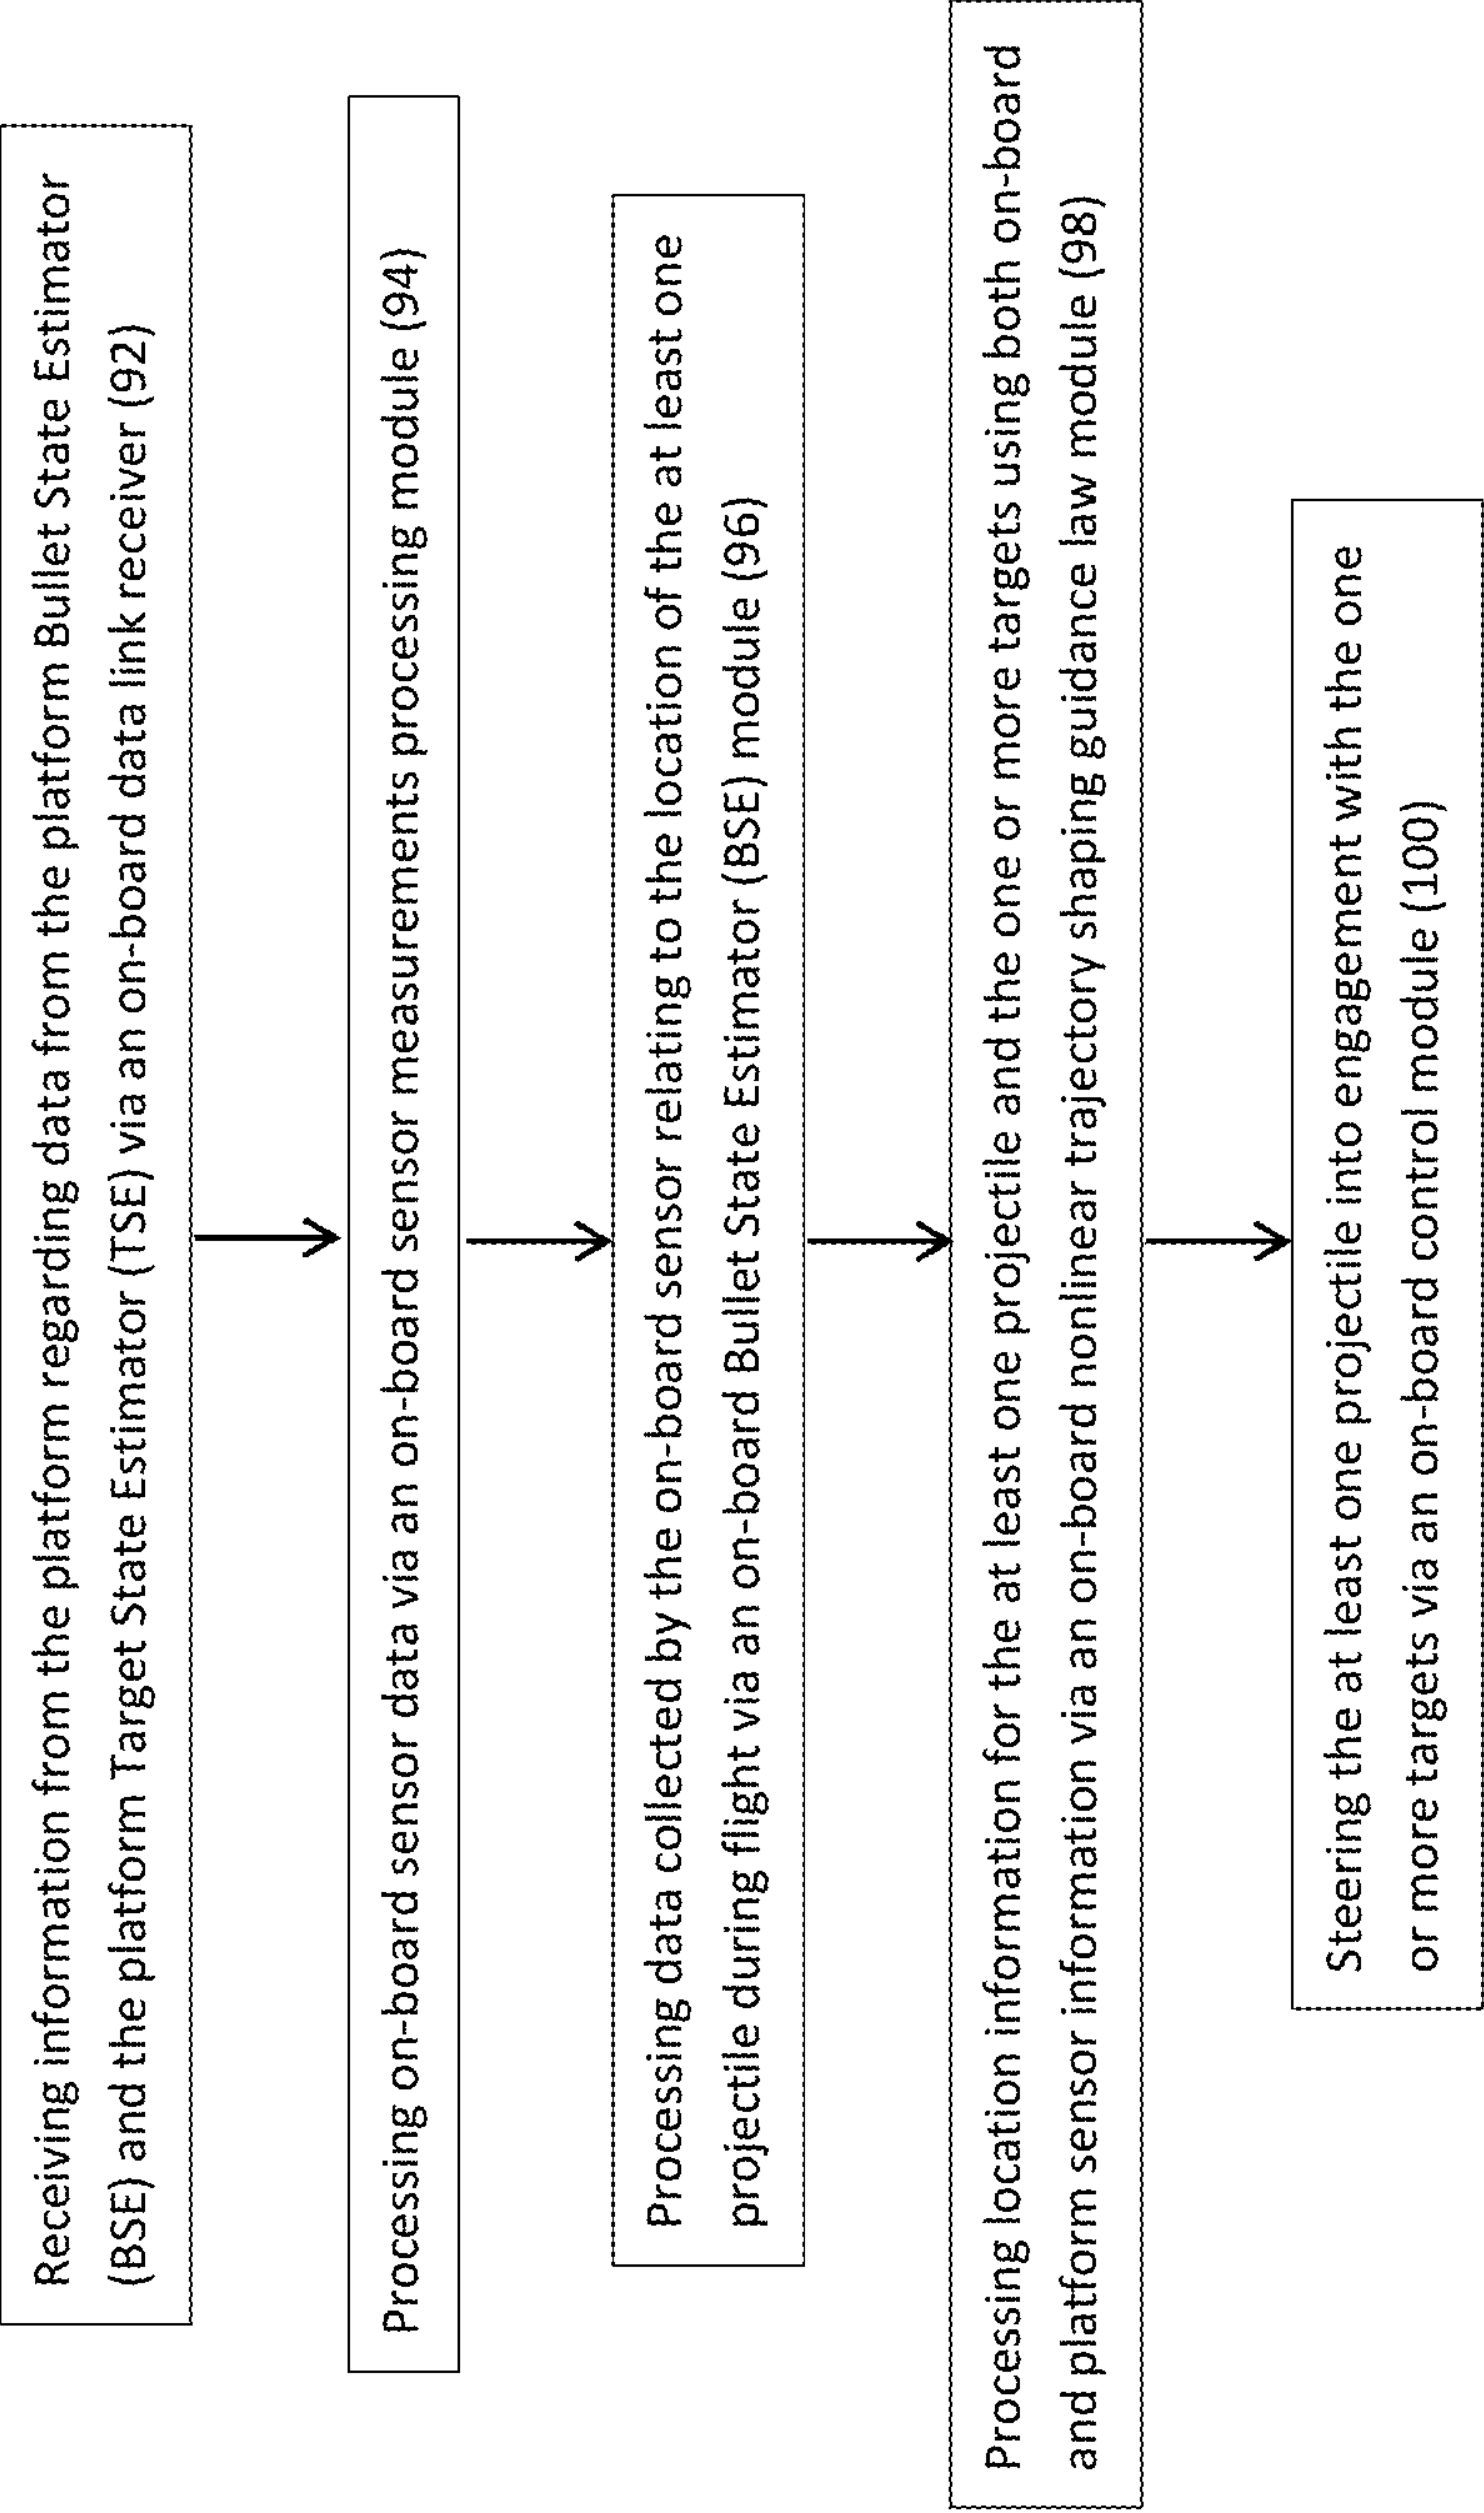 Receiving information from the platform regarding data from the platform Bullet State Estimator
(BSE) and the platform Target State Estimator (TSE) via an on-board data link receiver (92)
Processing on-board sensor data via an on-board sensor measurements processing module (94)
Processing data collected by the on-board sensor relating to the location of the at least one
projectile during flight via an on-board Bullet State Estimator (BSE) module (96)
Processing location information for the at least one projectile and the one or more targets using both on-board
and platform sensor information via an on-board nonlinear trajectory shaping guidance law module (98)
Steering the at least one projectile into engagement with the one
or more targets via an on-board control module (100)